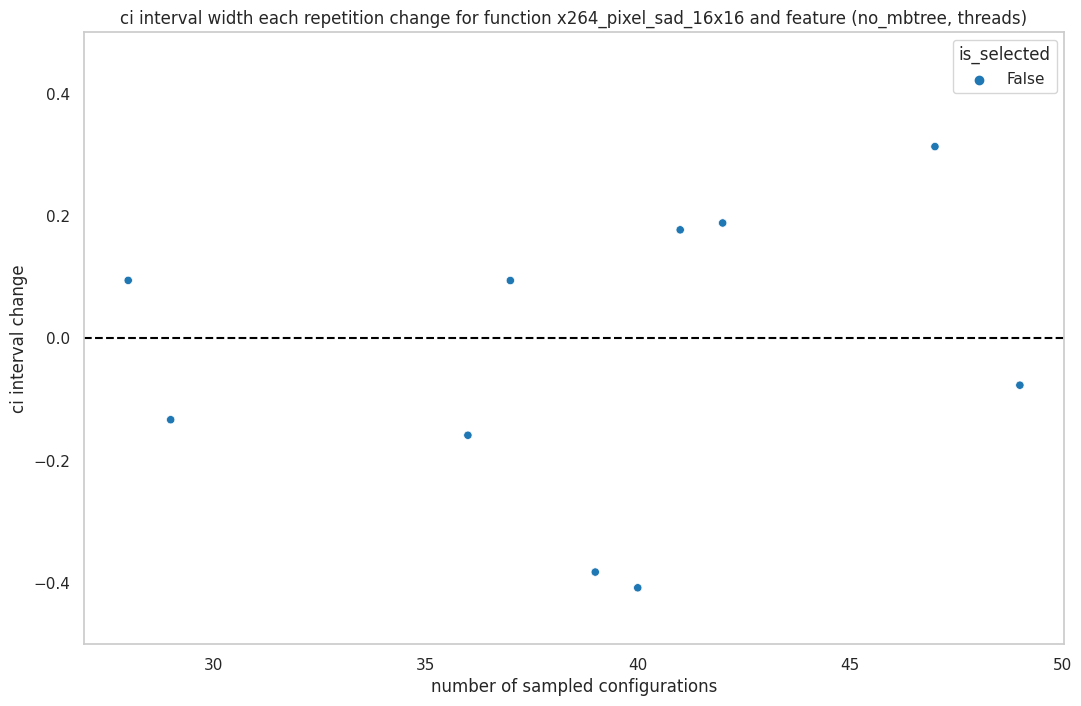 ci interval width each repetition change for function x264_pixel_sad_16x16 and feature (no_mbtree, threads)
is_selected
False
0.4
0.2
0.0
−0.2
−0.4
ci interval change
30
35
40
45
50
number of sampled configurations